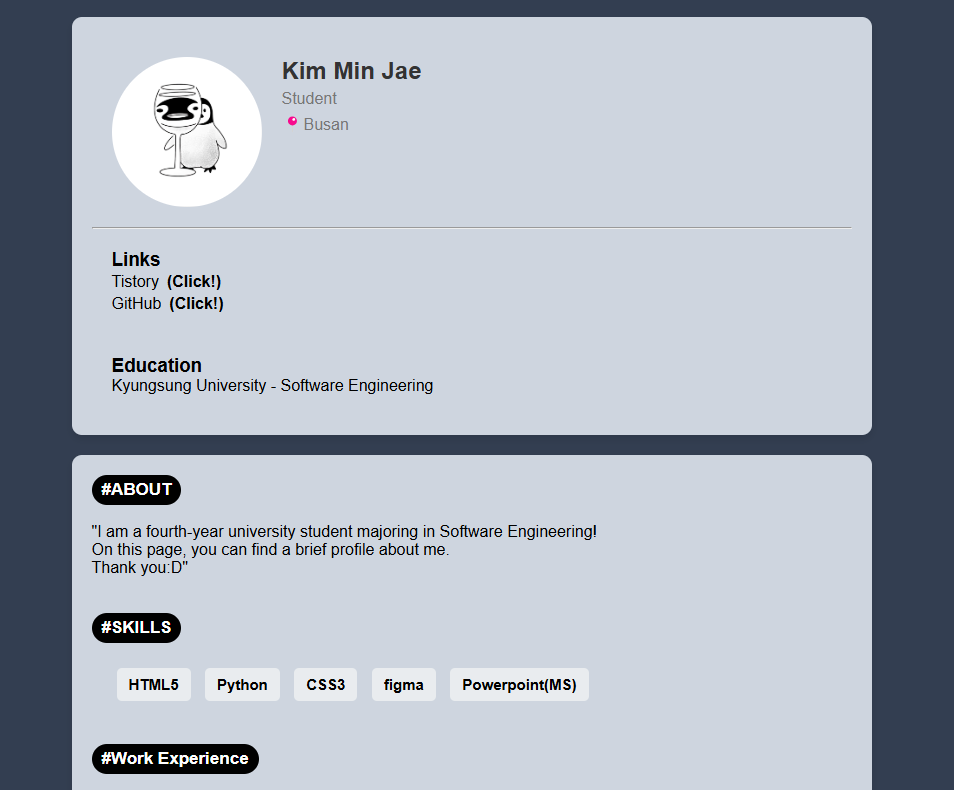 Kim Min Jae
Student
Busan
Links
Tistory (Click!)
GitHub (Click!)
Education
Kyungsung University - Software Engineering
#ABOUT
"I am a fourth-year university student majoring in Software Engineering!
On this page, you can find a brief profile about me.
Thank you:D"
#SKILLS
HTML5 Python CSS3 figma Powerpoint(MS)
#Work Experience